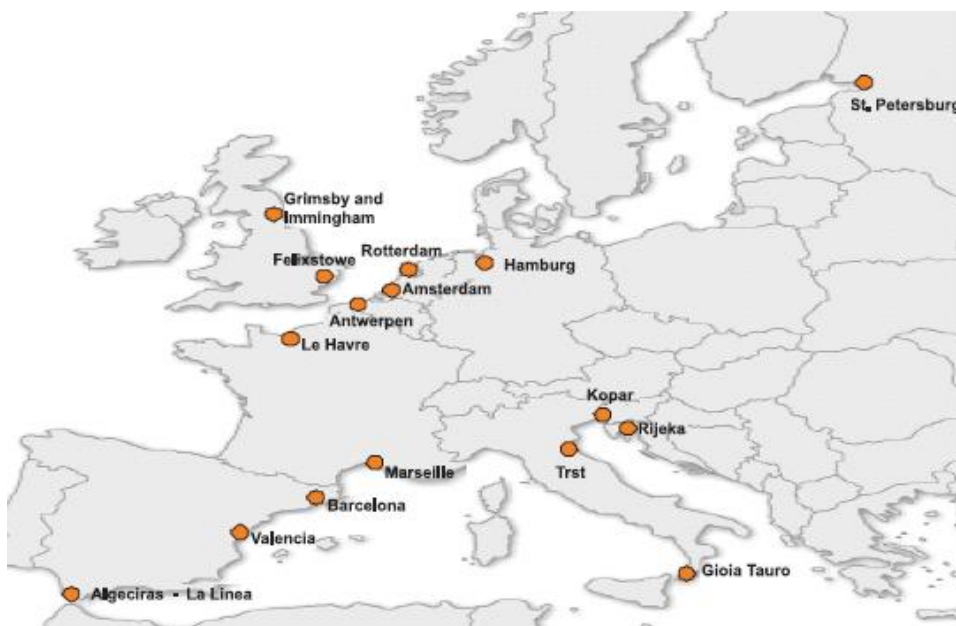 St. Petersburg
Grimsby and
Immingham
Rotterdam
Felixstowe
Hamburg
Amsterdam
Antwerpen
Le Havre
Kopar
Rijeka
Marseille
Trst
Barcelona
Valencia
Gioia Tauro
Algeciras - La Linea